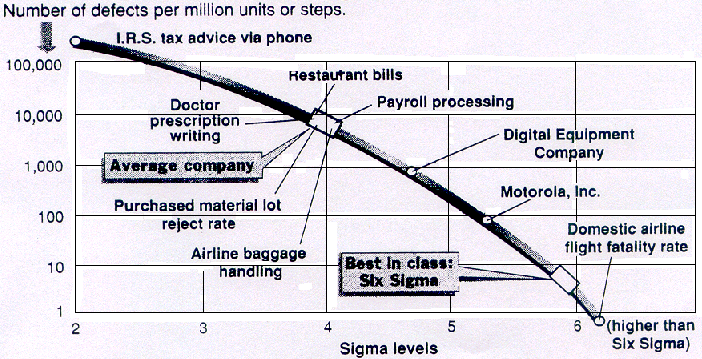 Number of defects per million units or steps.
I.R.S. tax advice via phone
100,000
Restaurant bills
10,000
Doctor
prescription
writing
Payroll processing
Digital Equipment
Company
Average company
1,000
Purchased material lot
reject rate
Motorola, Inc.
100
Airline baggage
handling
Domestic airline
flight fatality rate
Best in class:
Six Sigma
10
1
2
3
4
5
6
(higher than
Six Sigma)
Sigma levels